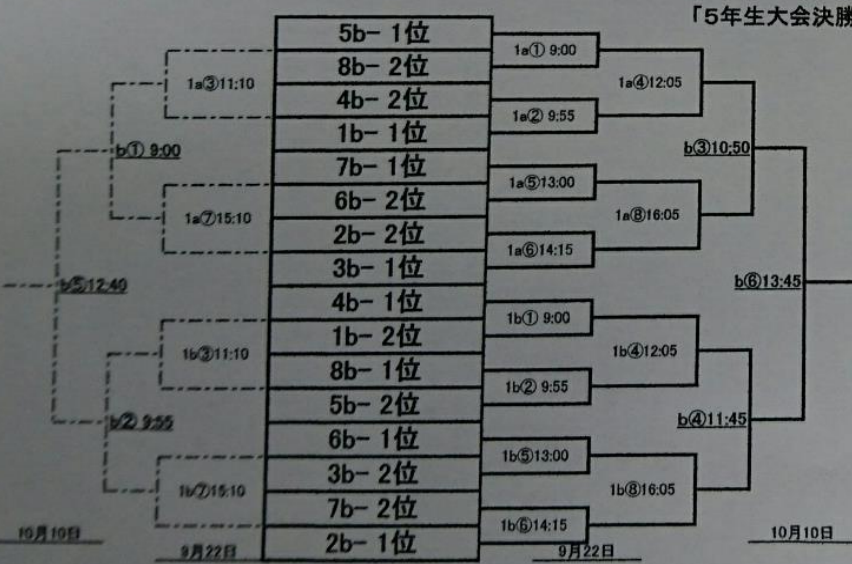 「5年生大会決勝
5b- 1位
8b- 2位
4b- 2位
1b- 1位
7b- 1位
6b- 2位
2b- 2位
3b- 1位
4b- 1位
1b- 2位
8b- 1位
5b- 2位
6b- 1位
3b- 2位
7b- 2位
2b- 1位
1a③11:10
b① 9:00
1a⑦15:10
b⑤12:40
1b③11:10
b② 9:55
1b⑦15:10
10月10日
9月22日
1a① 9:00
1a④12:05
1a② 9:55
b③10:50
1a⑤13:00
1a⑧16:05
1a⑥14:15
b⑥13:45
1b① 9:00
1b④12:05
1b② 9:55
b④11:45
1b⑤13:00
1b⑧16:05
1b⑥14:15
9月22日
10月10日